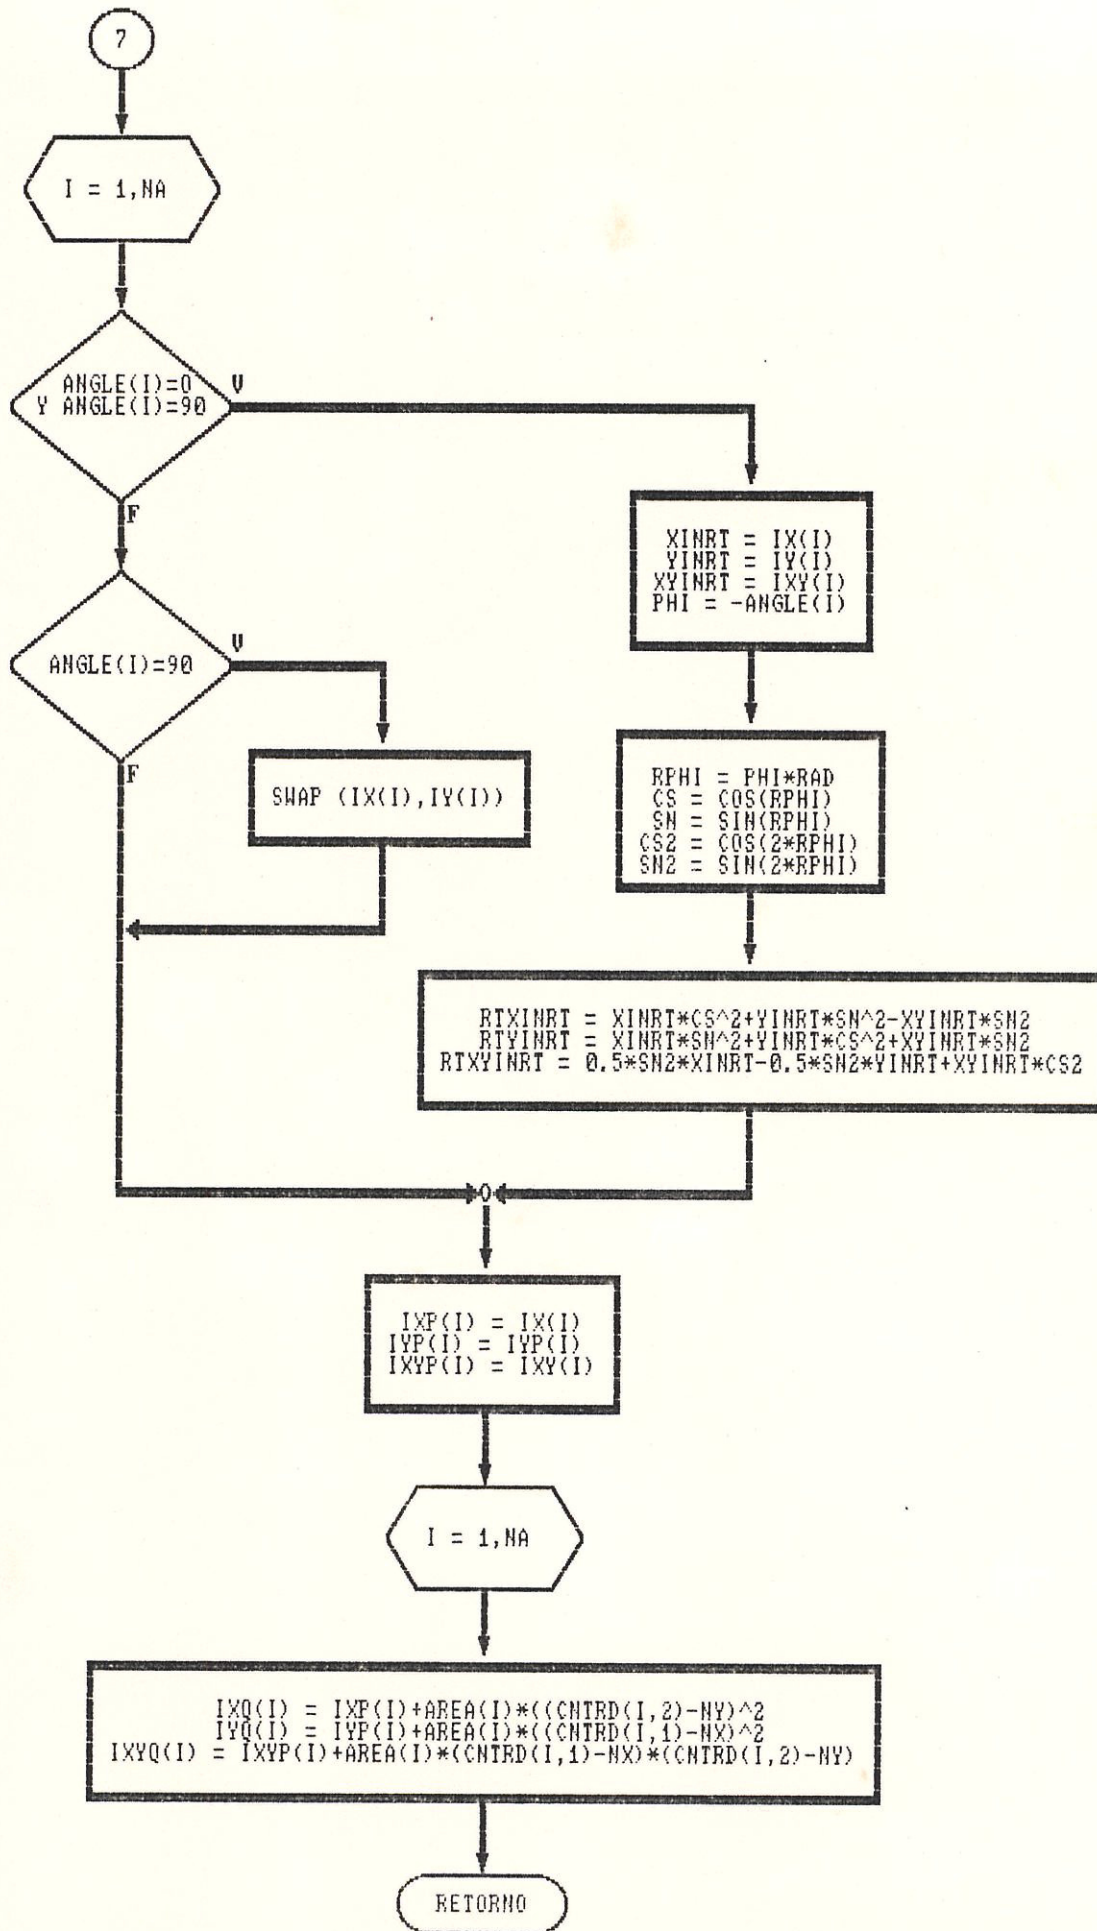 7
I = 1,NA
ANGLE(I)=0
Y ANGLE(I)=90
V
F
ANGLE(I)=90
V
F
SWAP (IX(I),IY(I))
XINRT = IX(I)
YINRT = IY(I)
XYINRT = IXY(I)
PHI = -ANGLE(I)
RPHI = PHI*RAD
CS = COS(RPHI)
SN = SIN(RPHI)
CS2 = COS(2*RPHI)
SN2 = SIN(2*RPHI)
RTXINRT = XINRT*CS^2+YINRT*SN^2-XYINRT*SN2
RTYINRT = XINRT*SN^2+YINRT*CS^2+XYINRT*SN2
RTXYINRT = 0.5*SN2*XINRT-0.5*SN2*YINRT+XYINRT*CS2
IXP(I) = IX(I)
IYP(I) = IYP(I)
IXYP(I) = IXY(I)
I = 1,NA
IXQ(I) = IXP(I)+AREA(I)*((CNTRD(I,2)-NY)^2
IYQ(I) = IYP(I)+AREA(I)*((CNTRD(I,1)-NX)^2
IXYQ(I) = IXYP(I)+AREA(I)*(CNTRD(I,1)-NX)*(CNTRD(I,2)-NY)
RETORNO